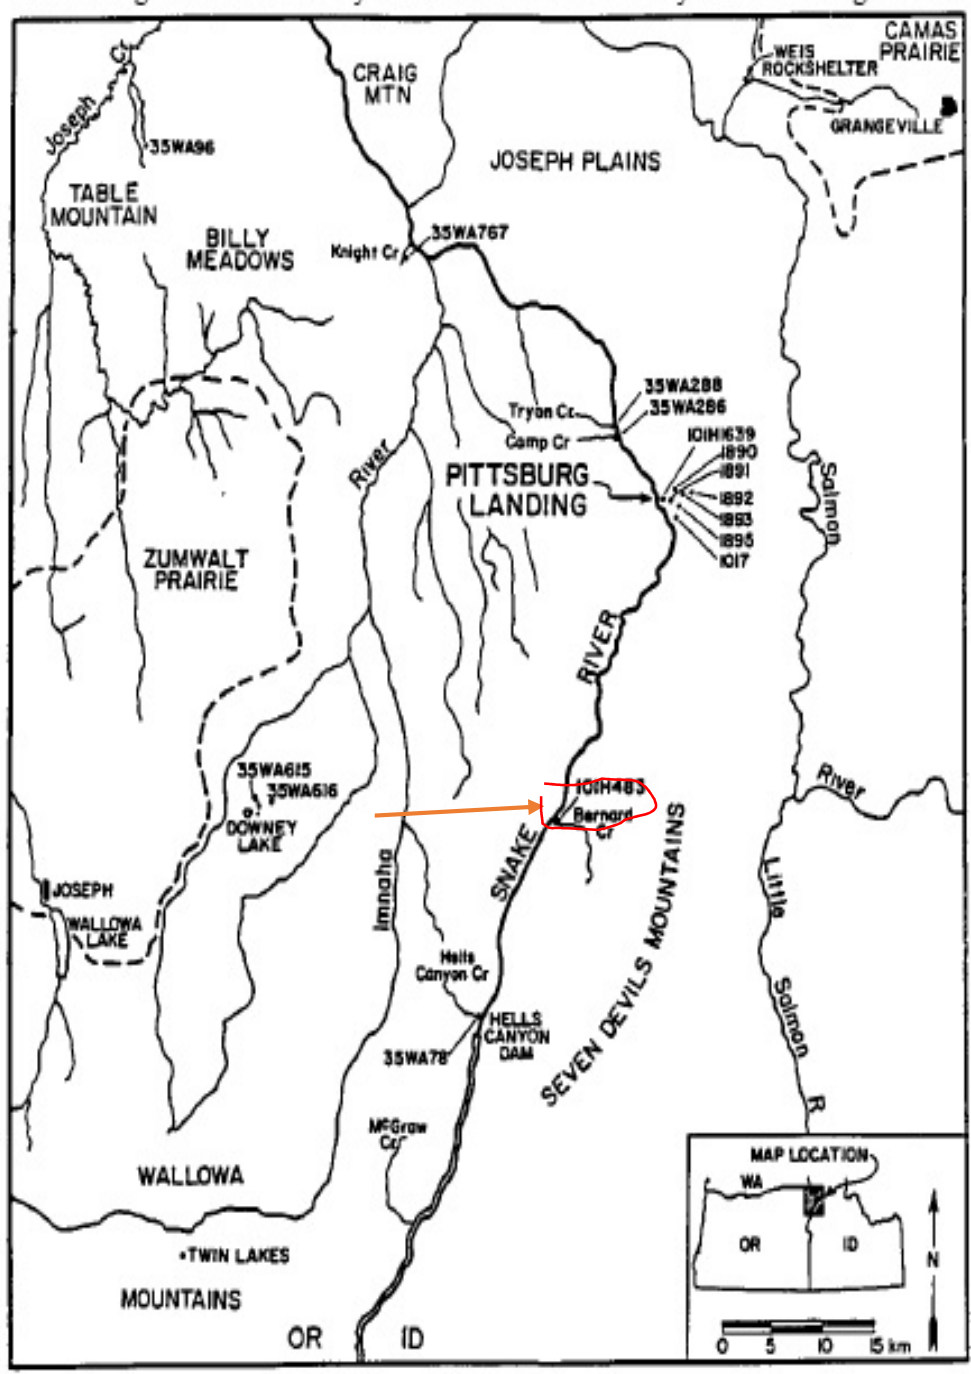 CAMAS
PRAIRIE
WEIS
ROCKSHELTER
GRANGEVILLE
CRAIG
MTN
JOSEPH PLAINS
Joseph
Cr
35WA96
TABLE
MOUNTAIN
BILLY
MEADOWS
35WA767
Knight Cr
35WA288
35WA286
Tryon Cr
Camp Cr
10IH1639
1890
1891
1892
1893
1895
1017
PITTSBURG
LANDING
River
Salmon
ZUMWALT
PRAIRIE
RIVER
SNAKE
35WA615
35WA616
DOWNEY
LAKE
10IH483
Bernard
Cr
River
Little
Salmon
R
JOSEPH
WALLOWA
LAKE
Imnaha
Hells
Canyon Cr
HELLS
CANYON
DAM
35WA78
SEVEN DEVILS MOUNTAINS
McGraw
Cr
WALLOWA
TWIN LAKES
MOUNTAINS
OR
ID
MAP LOCATION
WA
OR
ID
N
0 5 10 15 km